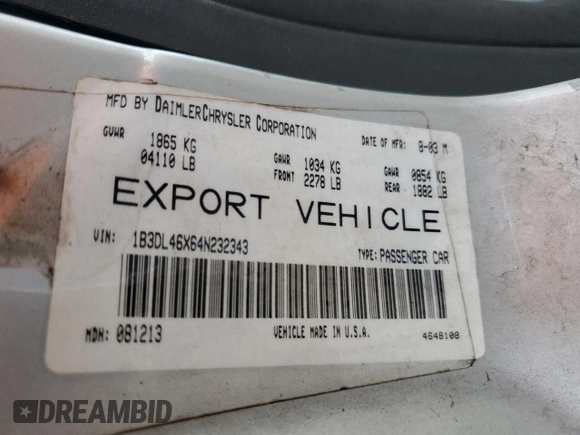 MFD BY DAIMLERCHRYSLER CORPORATION
DATE OF MFR: 8-03 M
GVWR 1865 KG
04110 LB
GAWR FRONT 1034 KG
2278 LB
GAWR REAR 0854 KG
1882 LB
EXPORT VEHICLE
VIN: 1B3DL46X64N232343
TYPE: PASSENGER CAR
MDH: 081213
VEHICLE MADE IN U.S.A.
4648108
DREAMBID